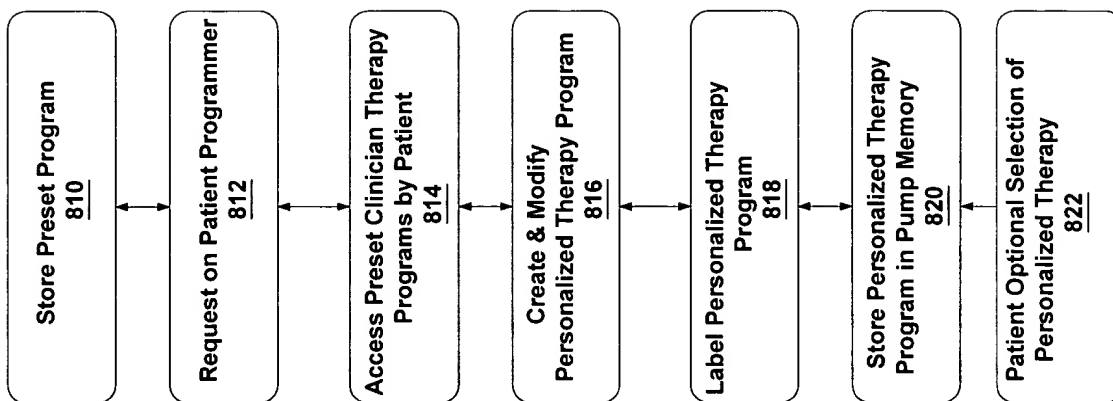 Store Preset Program
810
Request on Patient Programmer
812
Access Preset Clinician Therapy
Programs by Patient
814
Create & Modify
Personalized Therapy Program
816
Label Personalized Therapy
Program
818
Store Personalized Therapy
Program in Pump Memory
820
Patient Optional Selection of
Personalized Therapy
822